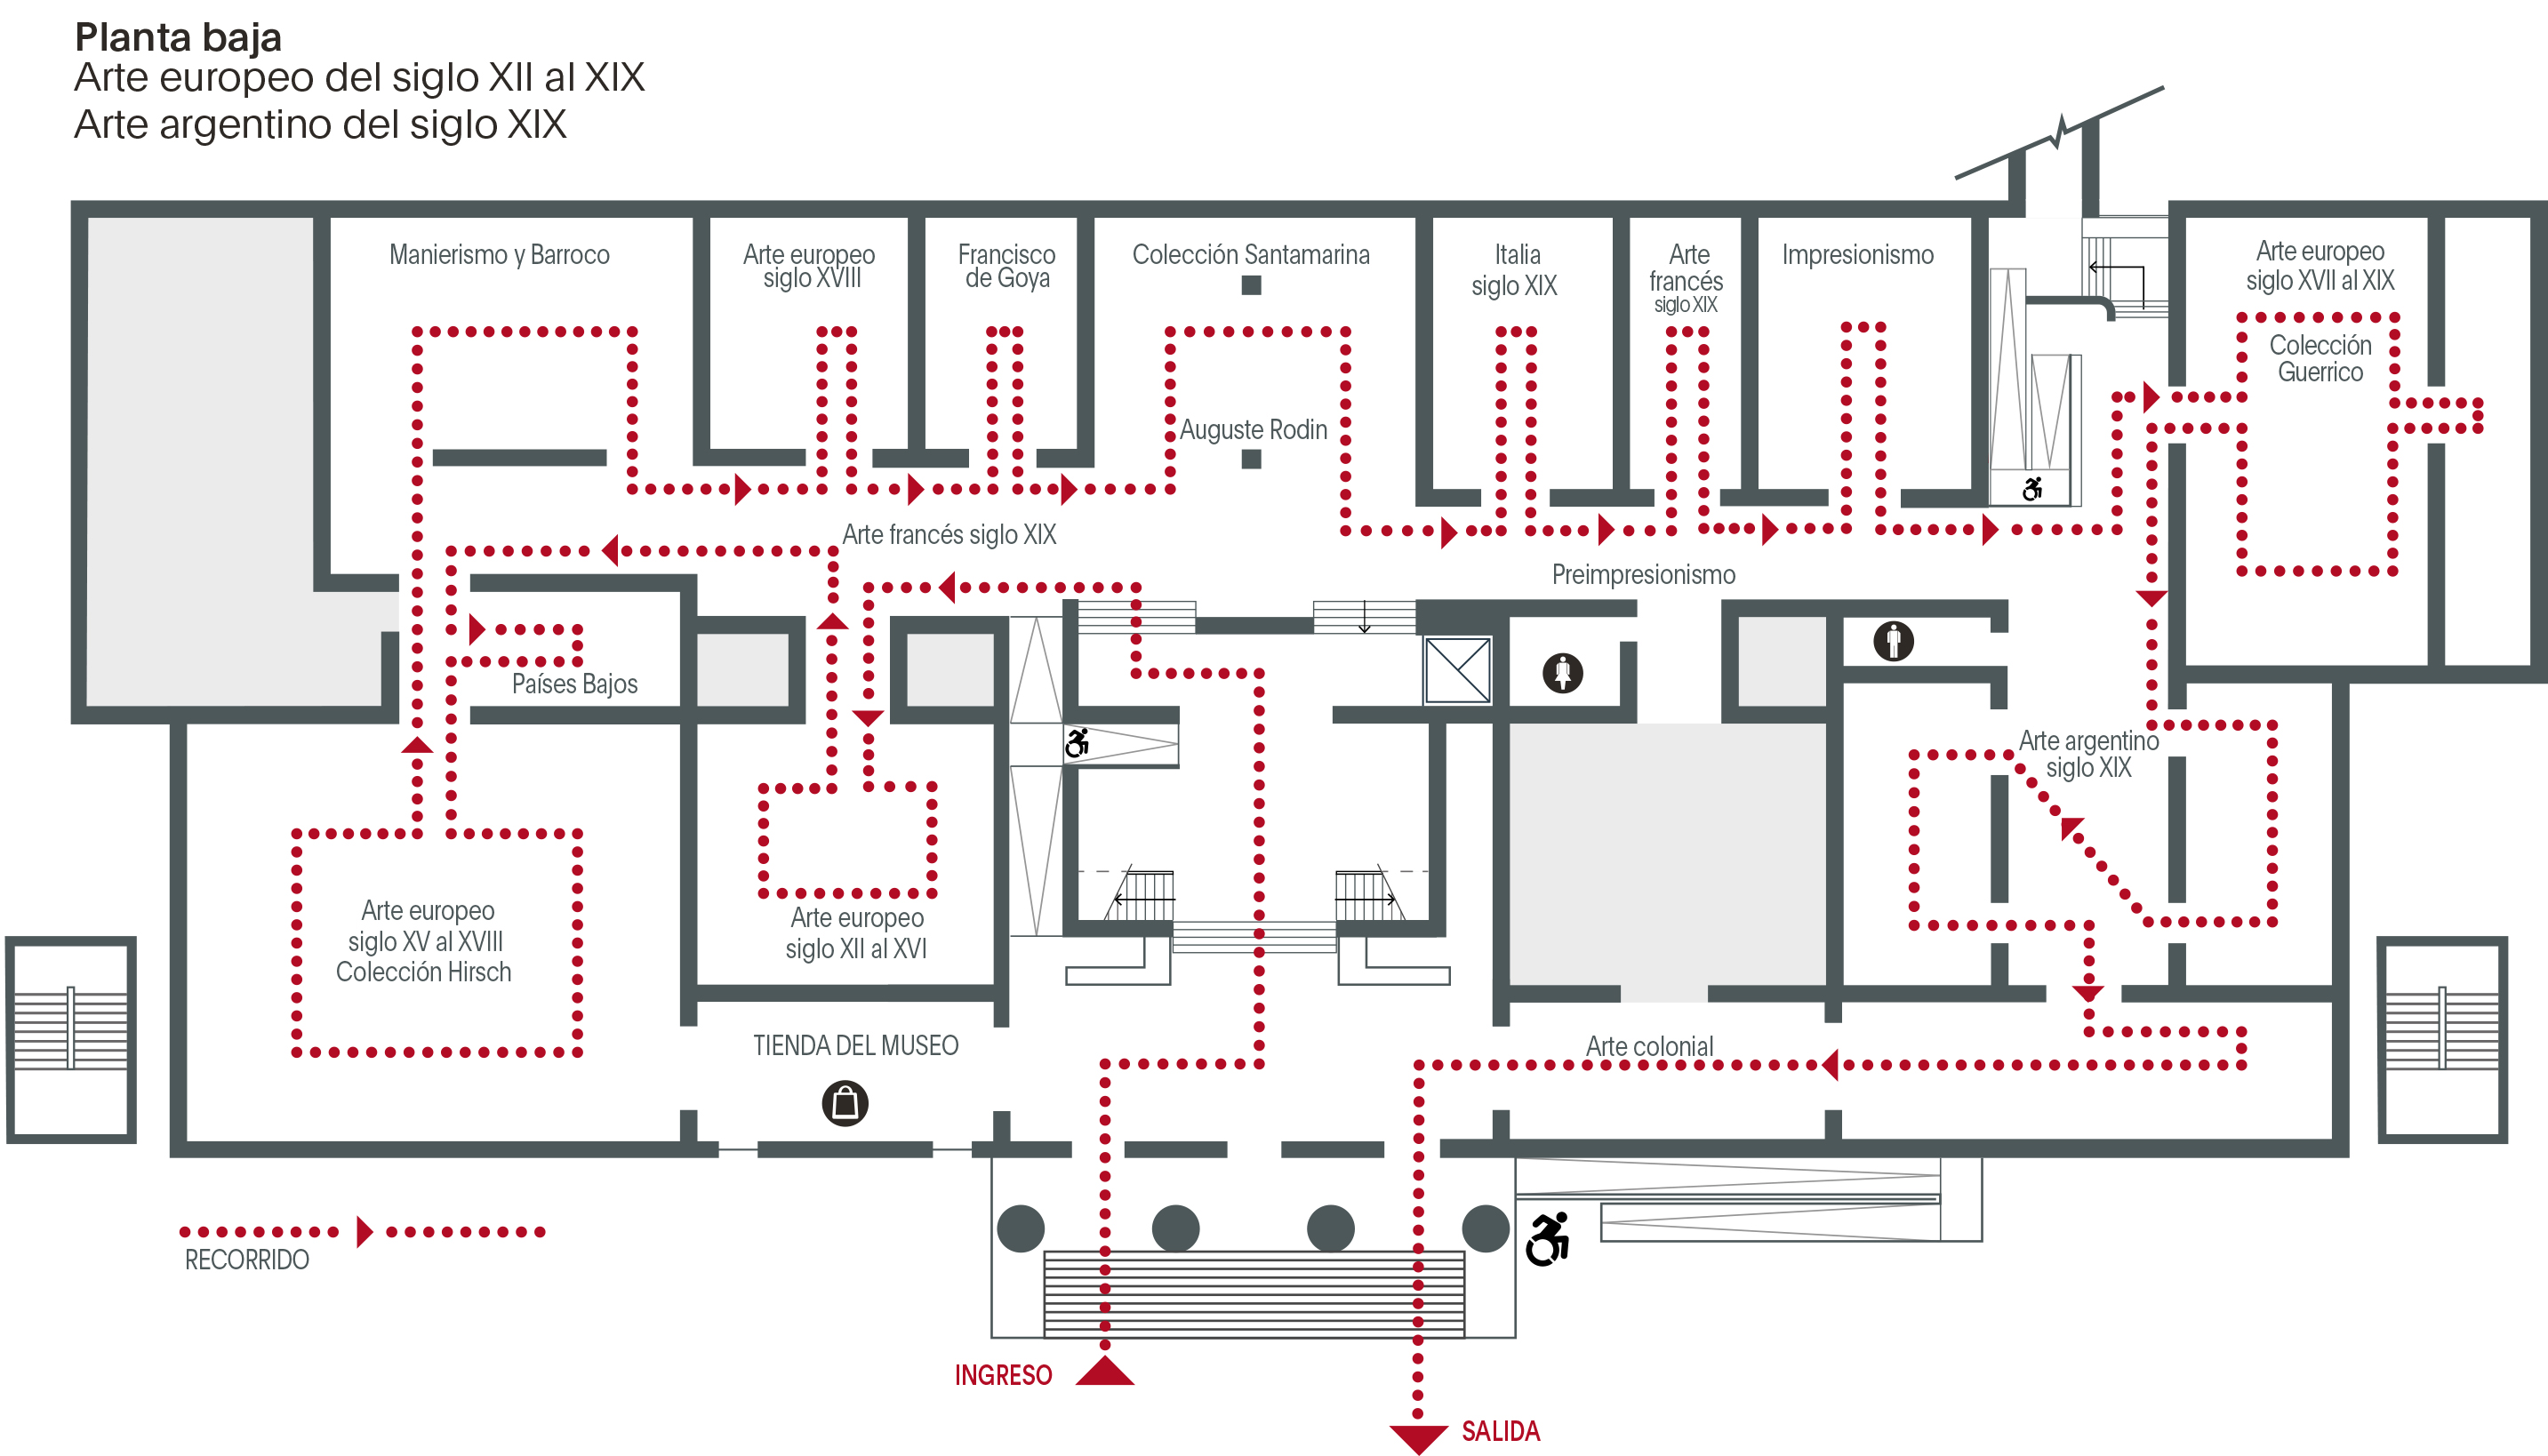 Planta baja
Arte europeo del siglo XII al XIX
Arte argentino del siglo XIX
Manierismo y Barroco
Arte europeo
siglo XVIII
Francisco
de Goya
Colección Santamarina
Auguste Rodin
Italia
siglo XIX
Arte
francés
siglo XIX
Impresionismo
Arte europeo
siglo XVII al XIX
Colección
Guerrico
Arte francés siglo XIX
Preimpresionismo
Países Bajos
Arte argentino
siglo XIX
Arte europeo
siglo XV al XVIII
Colección Hirsch
Arte europeo
siglo XII al XVI
TIENDA DEL MUSEO
Arte colonial
RECORRIDO
INGRESO
SALIDA